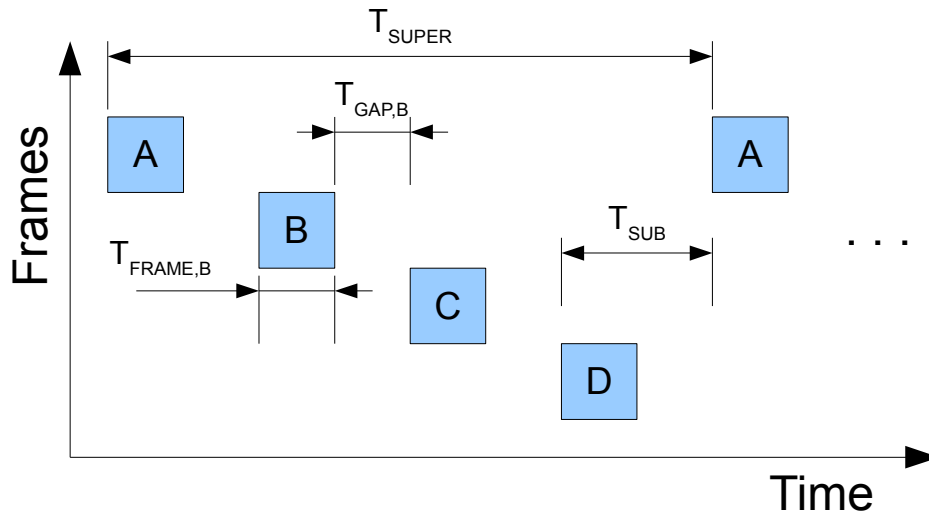 T_SUPER
T_GAP,B
A
A
B
T_SUB
. . .
T_FRAME,B
C
D
Frames
Time